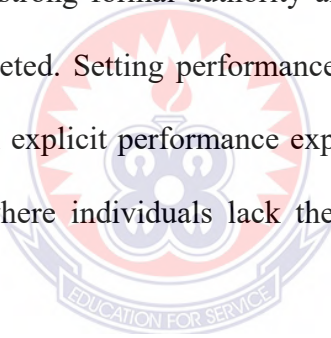 strong formal authority
eted. Setting performance
explicit performance exp
here individuals lack the
EDUCATION FOR SERVICE